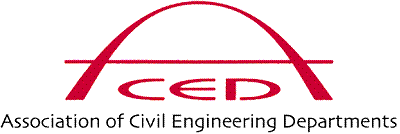 ACED
Association of Civil Engineering Departments